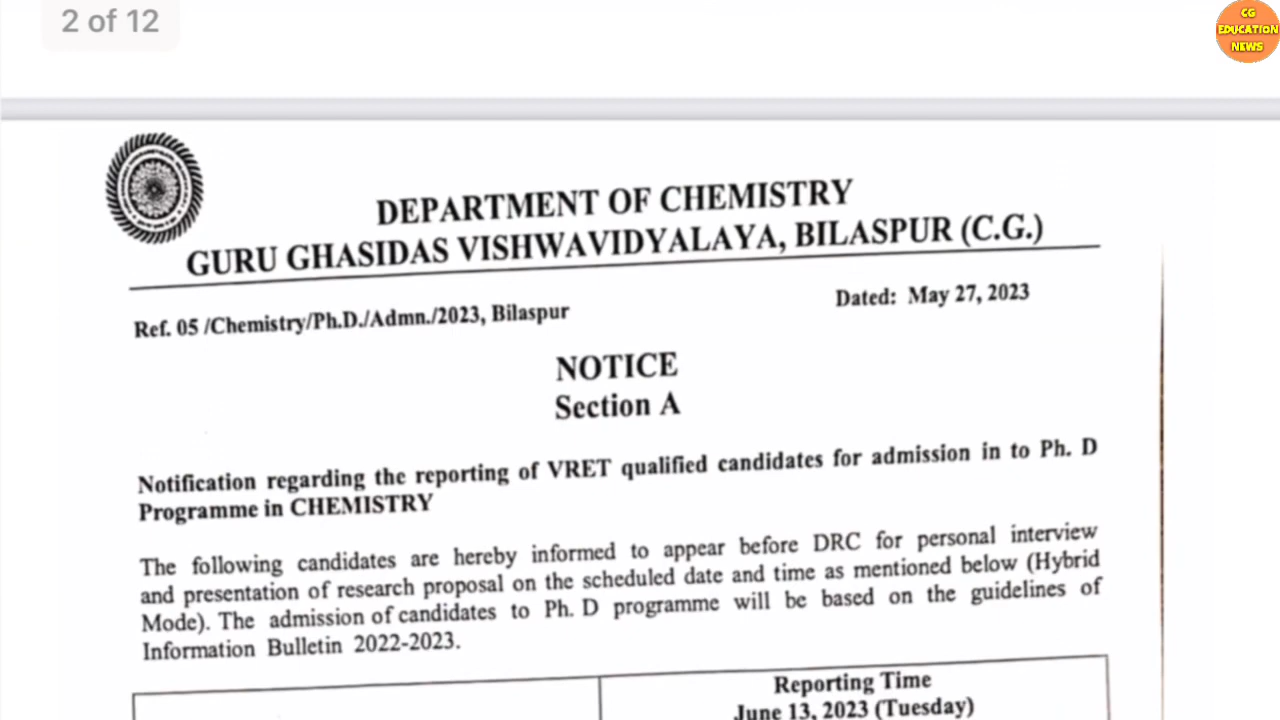 2 of 12
CG
EDUCATION
NEWS
DEPARTMENT OF CHEMISTRY
GURU GHASIDAS VISHWAVIDYALAYA, BILASPUR (C.G.)
Ref. 05 /Chemistry/Ph.D./Admn./2023, Bilaspur
Dated: May 27, 2023
NOTICE
Section A
Notification regarding the reporting of VRET qualified candidates for admission in to Ph. D
Programme in CHEMISTRY
The following candidates are hereby informed to appear before DRC for personal interview
and presentation of research proposal on the scheduled date and time as mentioned below (Hybrid
Mode). The admission of candidates to Ph. D programme will be based on the guidelines of
Information Bulletin 2022-2023.
Reporting Time
June 13, 2023 (Tuesday)